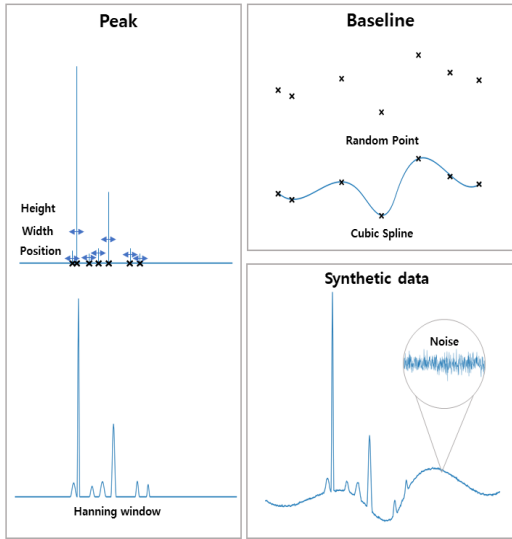 Peak
Height
Width
Position
Hanning window
Baseline
Random Point
Cubic Spline
Synthetic data
Noise